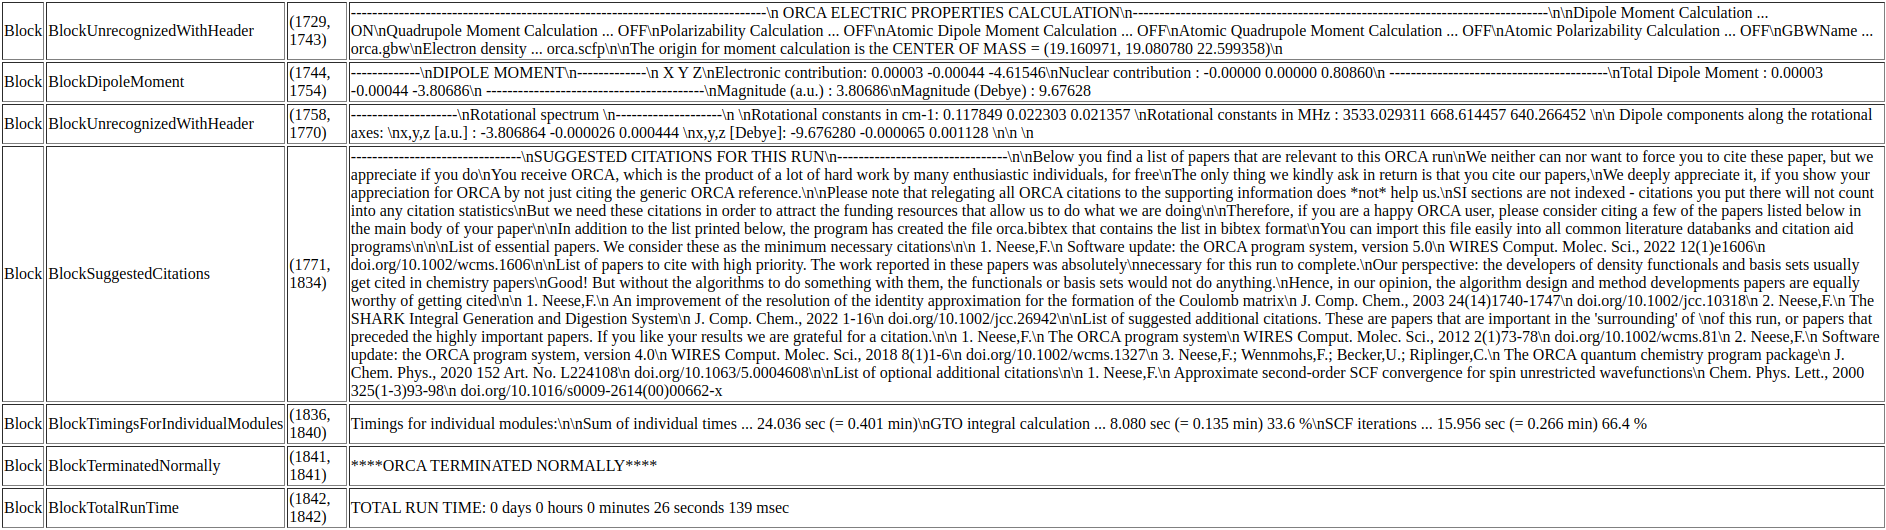 Block BlockUnrecognizedWithHeader (1729, 1743) ------------------------------------------------------------------------------\n ORCA ELECTRIC PROPERTIES CALCULATION\n------------------------------------------------------------------------------\n\nDipole Moment Calculation ...
ON\nQuadrupole Moment Calculation ... OFF\nPolarizability Calculation ... OFF\nAtomic Dipole Moment Calculation ... OFF\nAtomic Quadrupole Moment Calculation ... OFF\nAtomic Polarizability Calculation ... OFF\nGBWName ...
orca.gbw\nElectron density ... orca.scfp\n\nThe origin for moment calculation is the CENTER OF MASS = (19.160971, 19.080780 22.599358)\n
Block BlockDipoleMoment (1744, 1754) -------------\nDIPOLE MOMENT\n-------------\n X Y Z\nElectronic contribution: 0.00003 -0.00044 -4.61546\nNuclear contribution : -0.00000 0.00000 0.80860\n -----------------------------------------\nTotal Dipole Moment : 0.00003
-0.00044 -3.80686\n -----------------------------------------\nMagnitude (a.u.) : 3.80686\nMagnitude (Debye) : 9.67628
Block BlockUnrecognizedWithHeader (1758, 1770) --------------------\nRotational spectrum \n--------------------\n \nRotational constants in cm-1: 0.117849 0.022303 0.021357 \nRotational constants in MHz : 3533.029311 668.614457 640.266452 \n\n Dipole components along the rotational
axes: \nx,y,z [a.u.] : -3.806864 -0.000026 0.000444 \nx,y,z [Debye]: -9.676280 -0.000065 0.001128 \n\n \n
Block BlockSuggestedCitations (1771, 1834) --------------------------------\nSUGGESTED CITATIONS FOR THIS RUN\n--------------------------------\n\nBelow you find a list of papers that are relevant to this ORCA run\nWe neither can nor want to force you to cite these paper, but we
appreciate if you do\nYou receive ORCA, which is the product of a lot of hard work by many enthusiastic individuals, for free\nThe only thing we kindly ask in return is that you cite our papers,\nWe deeply appreciate it, if you show your
appreciation for ORCA by not just citing the generic ORCA reference.\n\nPlease note that relegating all ORCA citations to the supporting information does *not* help us.\nSI sections are not indexed - citations you put there will not count
into any citation statistics\nBut we need these citations in order to attract the funding resources that allow us to do what we are doing\n\nTherefore, if you are a happy ORCA user, please consider citing a few of the papers listed below in
the main body of your paper\n\nIn addition to the list printed below, the program has created the file orca.bibtex that contains the list in bibtex format\nYou can import this file easily into all common literature databanks and citation aid
programs\n\n\nList of essential papers. We consider these as the minimum necessary citations\n\n 1. Neese,F.\n Software update: the ORCA program system, version 5.0\n WIRES Comput. Molec. Sci., 2022 12(1)e1606\n
doi.org/10.1002/wcms.1606\n\nList of papers to cite with high priority. The work reported in these papers was absolutely\nnecessary for this run to complete.\nOur perspective: the developers of density functionals and basis sets usually
get cited in chemistry papers\nGood! But without the algorithms to do something with them, the functionals or basis sets would not do anything.\nHence, in our opinion, the algorithm design and method developments papers are equally
worthy of getting cited\n\n 1. Neese,F.\n An improvement of the resolution of the identity approximation for the formation of the Coulomb matrix\n J. Comp. Chem., 2003 24(14)1740-1747\n doi.org/10.1002/jcc.10318\n 2. Neese,F.\n The
SHARK Integral Generation and Digestion System\n J. Comp. Chem., 2022 1-16\n doi.org/10.1002/jcc.26942\n\nList of suggested additional citations. These are papers that are important in the 'surrounding' of \nof this run, or papers that
preceded the highly important papers. If you like your results we are grateful for a citation.\n\n 1. Neese,F.\n The ORCA program system\n WIRES Comput. Molec. Sci., 2012 2(1)73-78\n doi.org/10.1002/wcms.81\n 2. Neese,F.\n Software
update: the ORCA program system, version 4.0\n WIRES Comput. Molec. Sci., 2018 8(1)1-6\n doi.org/10.1002/wcms.1327\n 3. Neese,F.; Wennmohs,F.; Becker,U.; Riplinger,C.\n The ORCA quantum chemistry program package\n J.
Chem. Phys., 2020 152 Art. No. L224108\n doi.org/10.1063/5.0004608\n\nList of optional additional citations\n\n 1. Neese,F.\n Approximate second-order SCF convergence for spin unrestricted wavefunctions\n Chem. Phys. Lett., 2000
325(1-3)93-98\n doi.org/10.1016/s0009-2614(00)00662-x
Block BlockTimingsForIndividualModules (1836, 1840) Timings for individual modules:\n\nSum of individual times ... 24.036 sec (= 0.401 min)\nGTO integral calculation ... 8.080 sec (= 0.135 min) 33.6 %\nSCF iterations ... 15.956 sec (= 0.266 min) 66.4 %
Block BlockTerminatedNormally (1841, 1841) ****ORCA TERMINATED NORMALLY****
Block BlockTotalRunTime (1842, 1842) TOTAL RUN TIME: 0 days 0 hours 0 minutes 26 seconds 139 msec